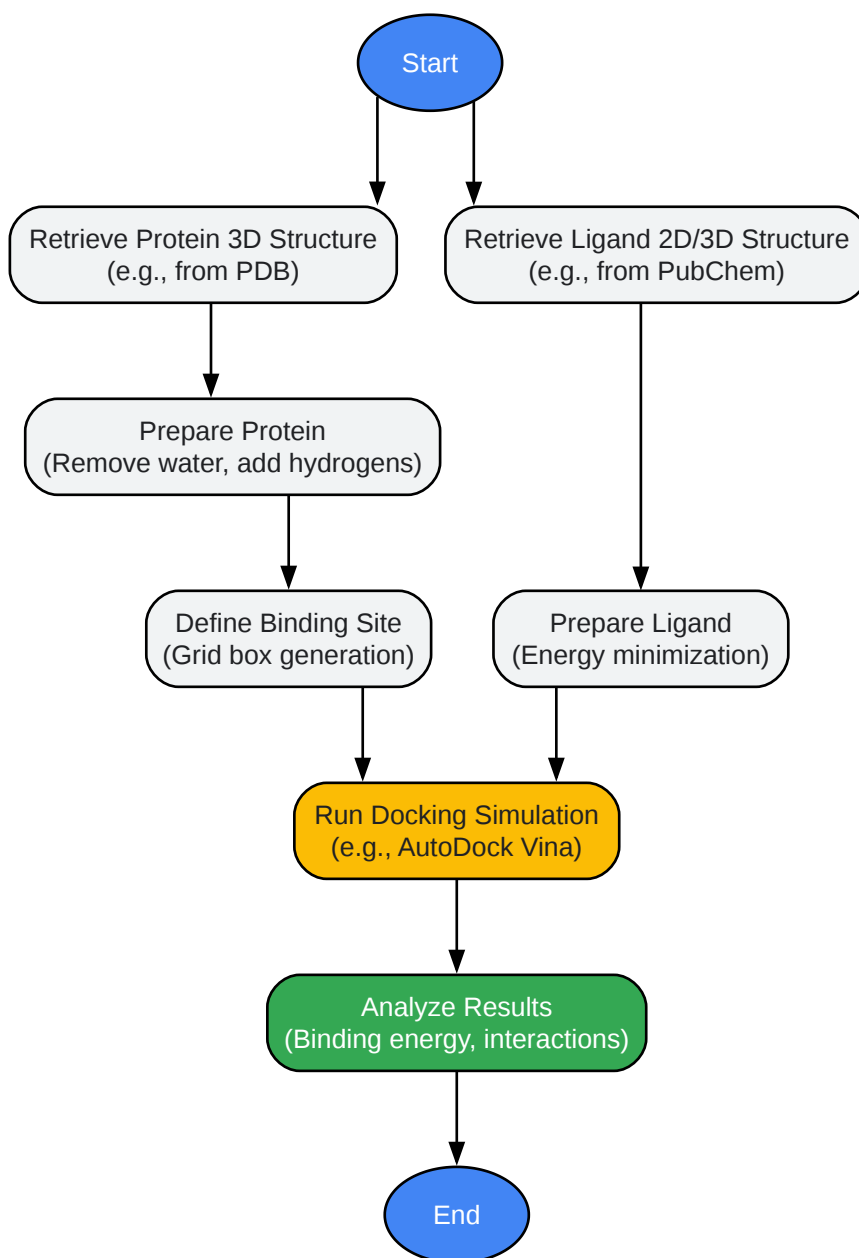 Start
Retrieve Protein 3D Structure
(e.g., from PDB)
Retrieve Ligand 2D/3D Structure
(e.g., from PubChem)
Prepare Protein
(Remove water, add hydrogens)
Define Binding Site
(Grid box generation)
Prepare Ligand
(Energy minimization)
Run Docking Simulation
(e.g., AutoDock Vina)
Analyze Results
(Binding energy, interactions)
End